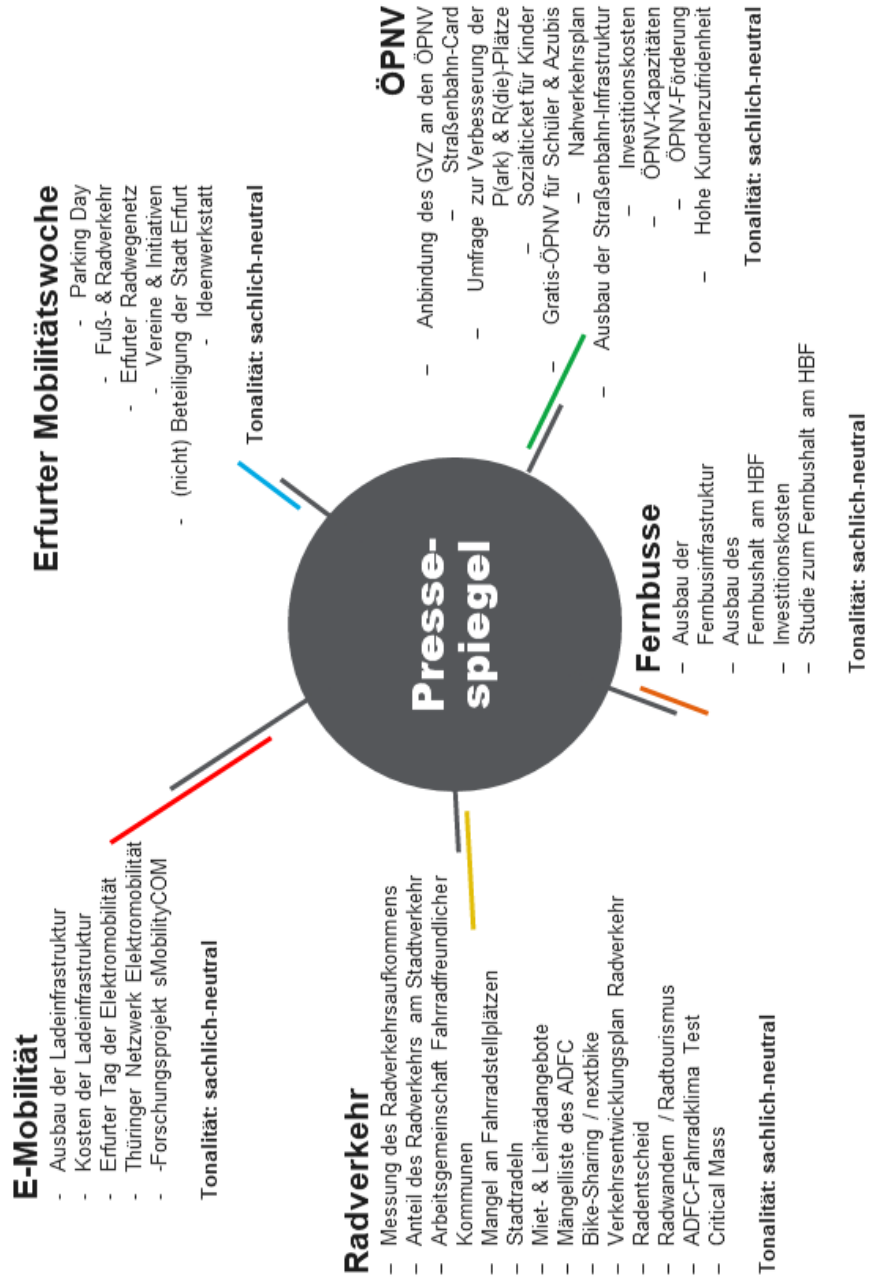 E-Mobilität
- Ausbau der Ladeinfrastruktur
- Kosten der Ladeinfrastruktur
- Erfurter Tag der Elektromobilität
- Thüringer Netzwerk Elektromobilität
- -Forschungsprojekt sMobilityCOM
Tonalität: sachlich-neutral
Erfurter Mobilitätswoche
- Parking Day
- Fuß- & Radverkehr
- Erfurter Radwegenetz
- Vereine & Initiativen
- (nicht) Beteiligung der Stadt Erfurt
- Ideenwerkstatt
Tonalität: sachlich-neutral
Presse-
spiegel
Radverkehr
– Messung des Radverkehrsaufkommens
– Anteil des Radverkehrs am Stadtverkehr
– Arbeitsgemeinschaft Fahrradfreundlicher
Kommunen
– Mangel an Fahrradstellplätzen
– Stadtradeln
– Miet- & Leihrädangebote
– Mängelliste des ADFC
– Bike-Sharing / nextbike
– Verkehrsentwicklungsplan Radverkehr
– Radentscheid
– Radwandern / Radtourismus
– ADFC-Fahrradklima Test
– Critical Mass
Tonalität: sachlich-neutral
Fernbusse
– Ausbau der
Fernbusinfrastruktur
– Ausbau des
Fernbushalt am HBF
– Investitionskosten
– Studie zum Fernbushalt am HBF
Tonalität: sachlich-neutral
ÖPNV
– Anbindung des GVZ an den ÖPNV
– Straßenbahn-Card
– Umfrage zur Verbesserung der
P(ark) & R(die)-Plätze
– Sozialticket für Kinder
– Gratis-ÖPNV für Schüler & Azubis
– Nahverkehrsplan
– Ausbau der Straßenbahn-Infrastruktur
– Investitionskosten
– ÖPNV-Kapazitäten
– ÖPNV-Förderung
– Hohe Kundenzufridenheit
Tonalität: sachlich-neutral